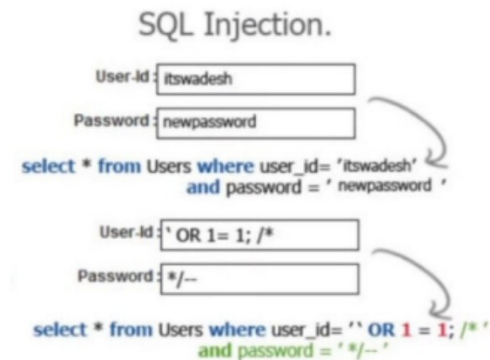 SQL Injection.
User-Id : itswadesh
Password : newpassword
select * from Users where user_id= 'itswadesh'
and password = ' newpassword '
User-Id : ` OR 1= 1; /*
Password : */--
select * from Users where user_id= '` OR 1 = 1; /* '
and password = ' */-- '